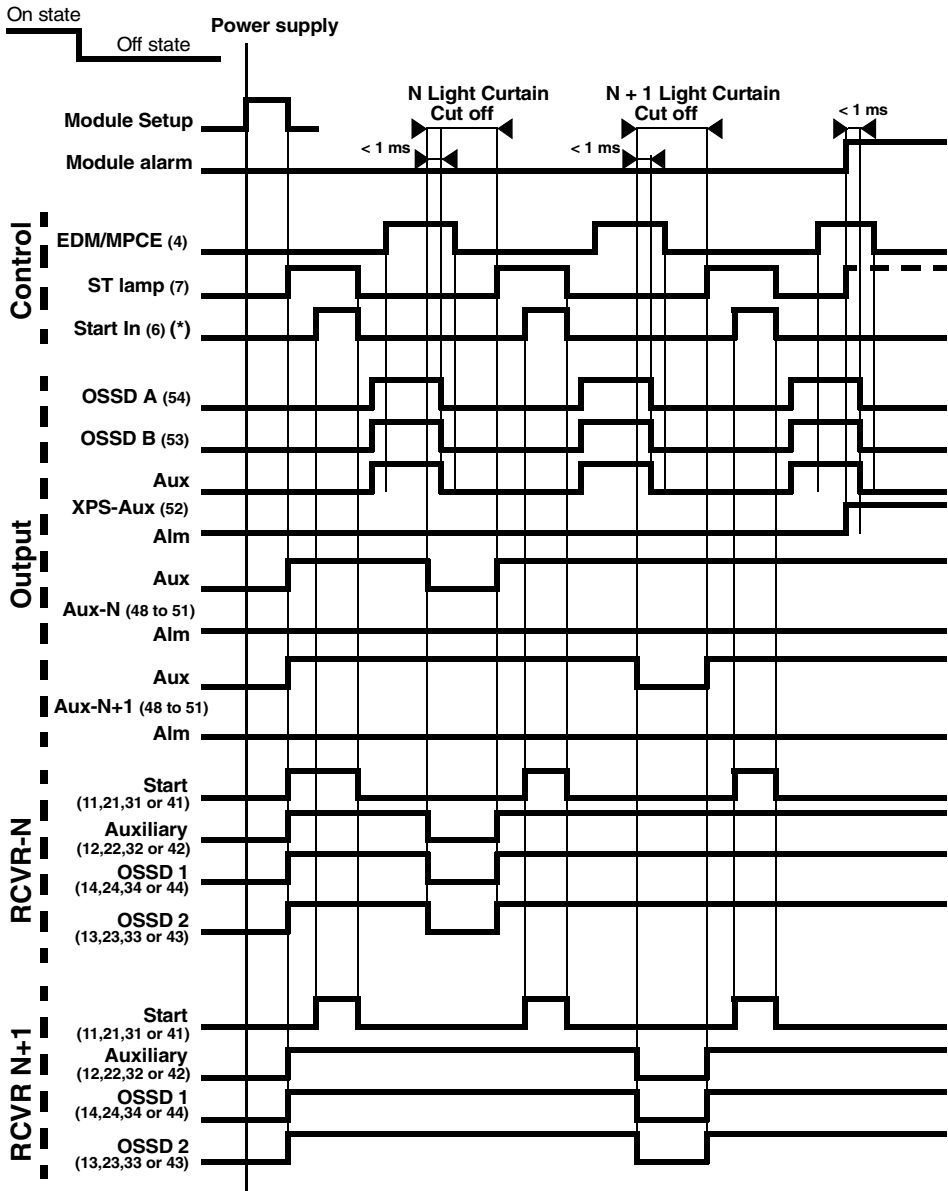 On state
Power supply
Off state
N Light Curtain
Cut off
N + 1 Light Curtain
Cut off
< 1 ms
Module Setup
< 1 ms
< 1 ms
Module alarm
Control
EDM/MPCE (4)
ST lamp (7)
Start In (6) (*)
Output
OSSD A (54)
OSSD B (53)
Aux
XPS-Aux (52)
Alm
Aux
Aux-N (48 to 51)
Alm
Aux
Aux-N+1 (48 to 51)
Alm
RCVR-N
Start
(11,21,31 or 41)
Auxiliary
(12,22,32 or 42)
OSSD 1
(14,24,34 or 44)
OSSD 2
(13,23,33 or 43)
RCVR N+1
Start
(11,21,31 or 41)
Auxiliary
(12,22,32 or 42)
OSSD 1
(14,24,34 or 44)
OSSD 2
(13,23,33 or 43)